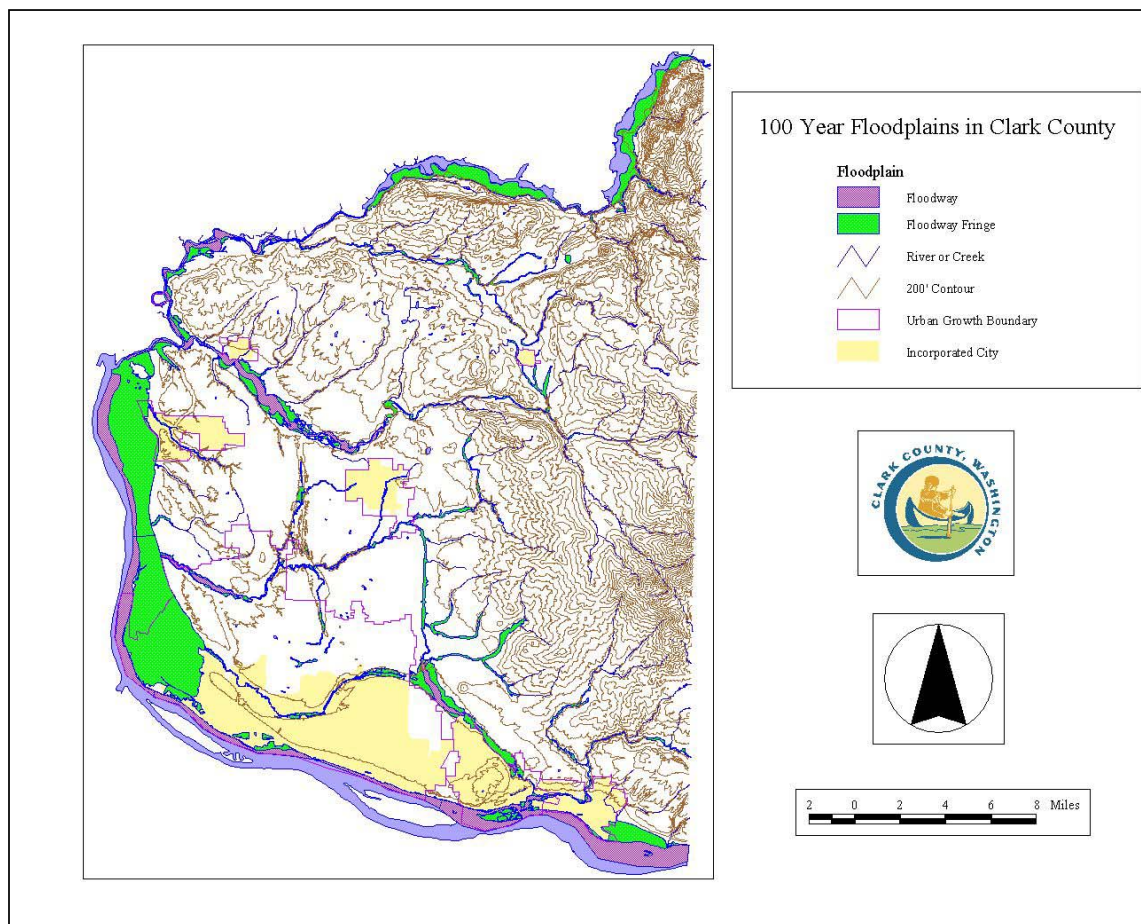 100 Year Floodplains in Clark County
Floodplain
Floodway
Floodway Fringe
River or Creek
200' Contour
Urban Growth Boundary
Incorporated City
CLARK COUNTY, WASHINGTON
2 0 2 4 6 8 Miles